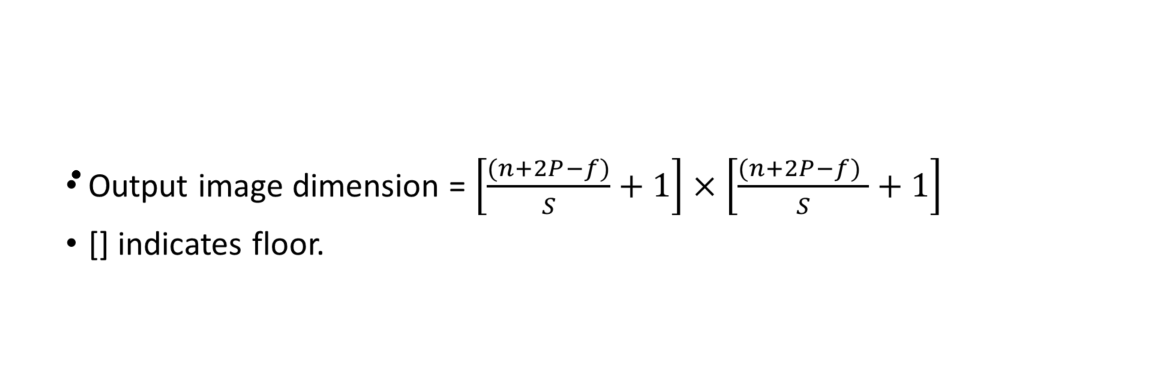 • Output image dimension = [(n+2P−f)/S + 1] × [(n+2P−f)/S + 1]
• [] indicates floor.